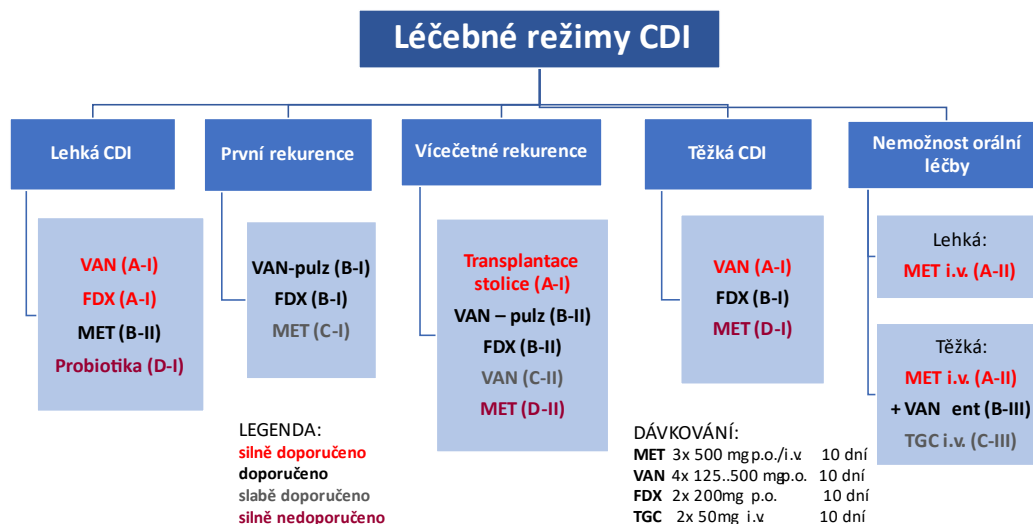 Léčebné režimy CDI
Lehká CDI
VAN (A-I)
FDX (A-I)
MET (B-II)
Probiotika (D-I)
První rekurence
VAN-pulz (B-I)
FDX (B-I)
MET (C-I)
Vícečetné rekurence
Transplantace
stolice (A-I)
VAN – pulz (B-II)
FDX (B-II)
VAN (C-II)
MET (D-II)
Těžká CDI
VAN (A-I)
FDX (B-I)
MET (D-I)
Nemožnost orální
léčby
Lehká:
MET i.v. (A-II)
Těžká:
MET i.v. (A-II)
+ VAN ent (B-III)
TGC i.v. (C-III)
LEGENDA:
silně doporučeno
doporučeno
slabě doporučeno
silně nedoporučeno
DÁVKOVÁNÍ:
MET 3x 500 mg p.o./i.v. 10 dní
VAN 4x 125..500 mg p.o. 10 dní
FDX 2x 200mg p.o. 10 dní
TGC 2x 50mg i.v 10 dní